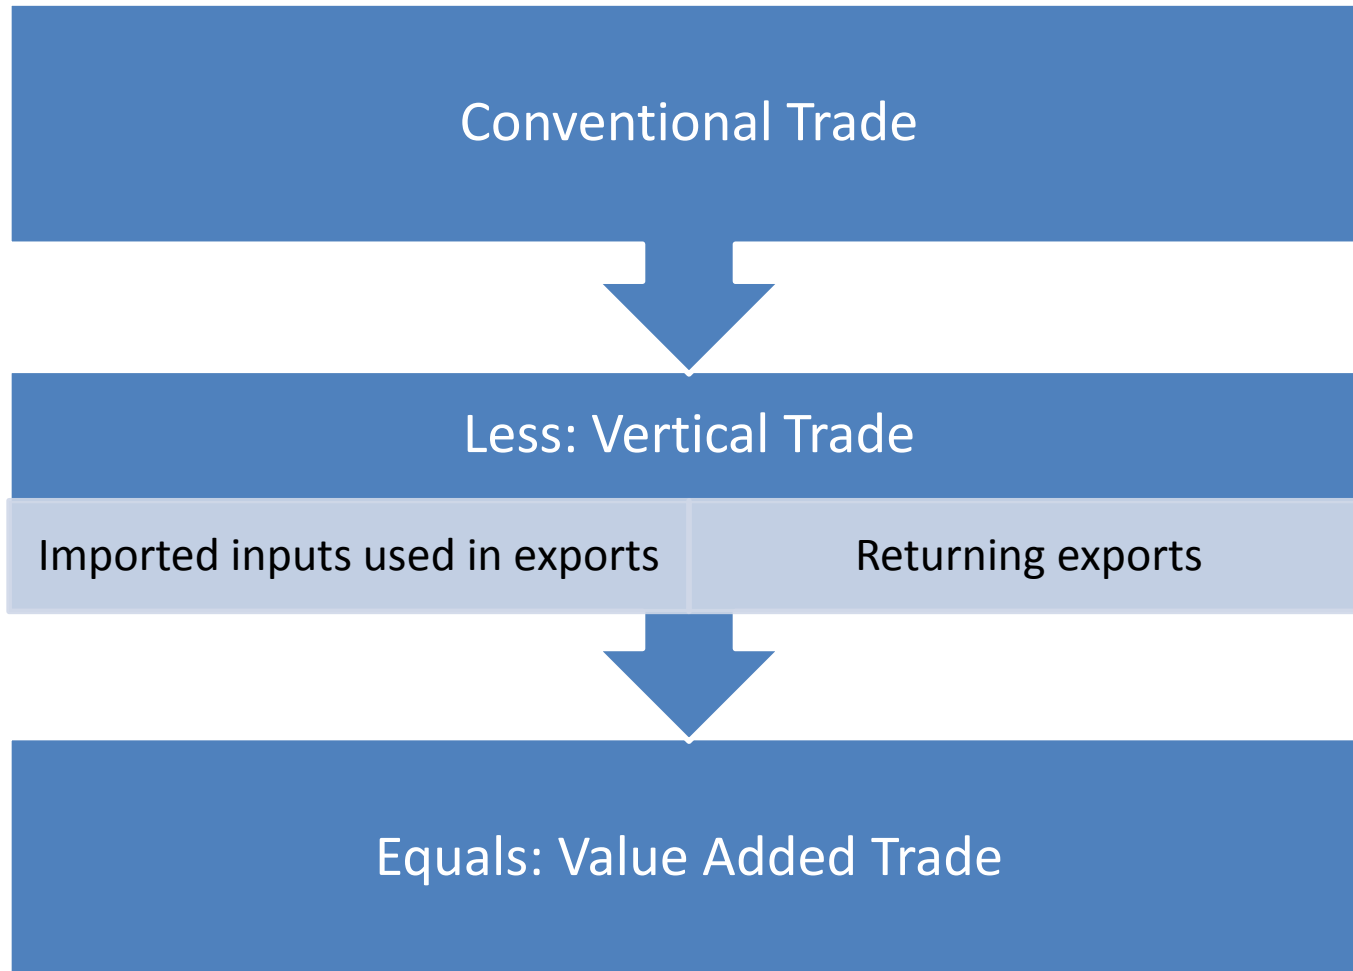 Conventional Trade
Less: Vertical Trade
Imported inputs used in exports
Returning exports
Equals: Value Added Trade